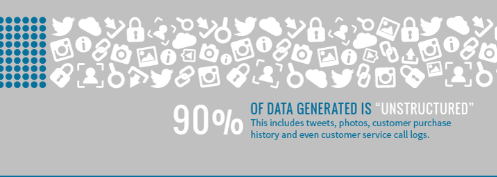 90% OF DATA GENERATED IS “UNSTRUCTURED”
This includes tweets, photos, customer purchase
history and even customer service call logs.